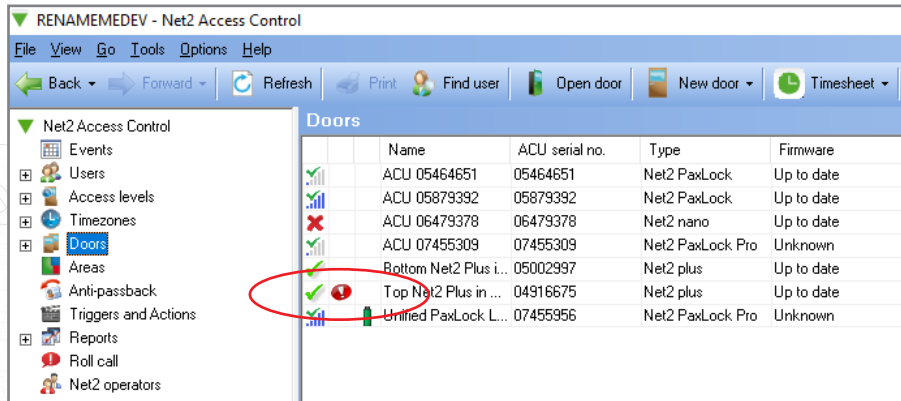 RENAMEMEDEV - Net2 Access Control
File View Go Tools Options Help
Back Forward Refresh Print Find user Open door New door Timesheet
Net2 Access Control
Events
Users
Access levels
Timezones
Doors
Areas
Anti-passback
Triggers and Actions
Reports
Roll call
Net2 operators
Doors
Name ACU serial no. Type Firmware
ACU 05464651 05464651 Net2 PaxLock Up to date
ACU 05879392 05879392 Net2 PaxLock Up to date
ACU 06479378 06479378 Net2 nano Up to date
ACU 07455309 07455309 Net2 PaxLock Pro Unknown
Bottom Net2 Plus i... 05002997 Net2 plus Up to date
Top Net2 Plus in ... 04916675 Net2 plus Up to date
Unified PaxLock L... 07455956 Net2 PaxLock Pro Unknown